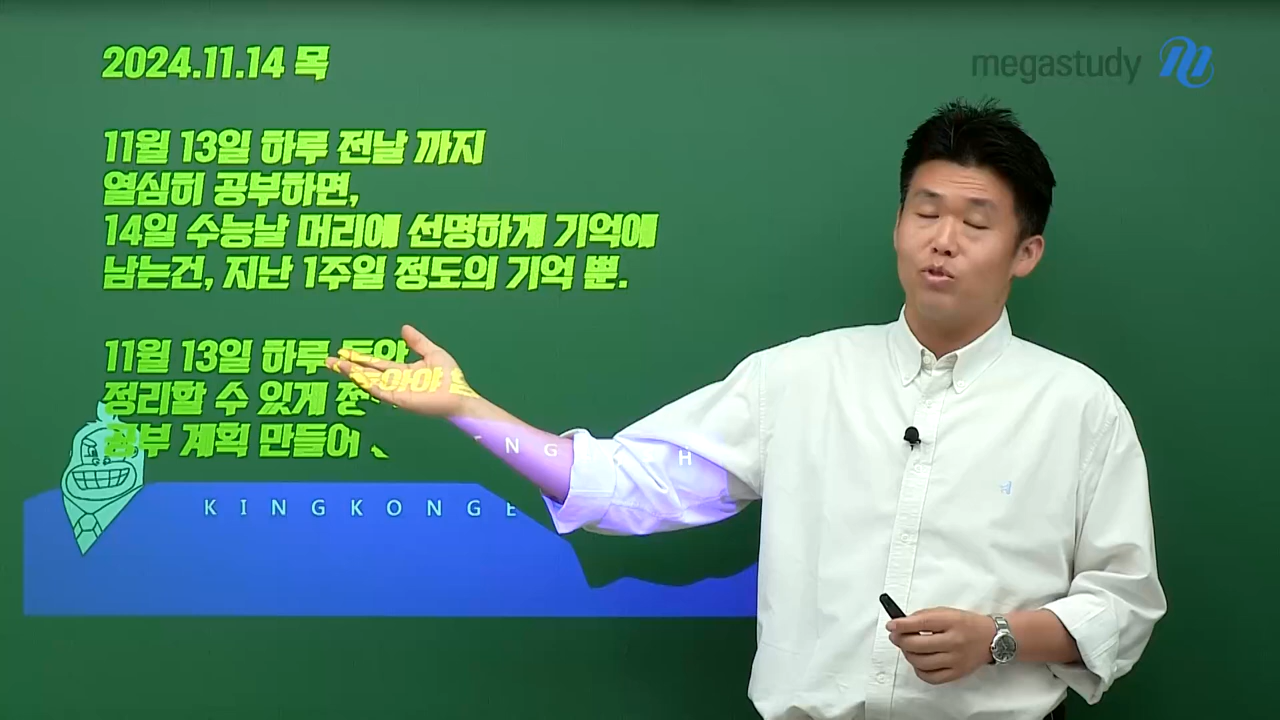 2024.11.14 목
megastudy
11월 13일 하루 전날 까지
열심히 공부하면,
14일 수능날 머리에 선명하게 기억에
남는건, 지난 1주일 정도의 기억 뿐.
11월 13일 하루 동안
정리할 수 있게
공부 계획 만들어
KINGKONGE